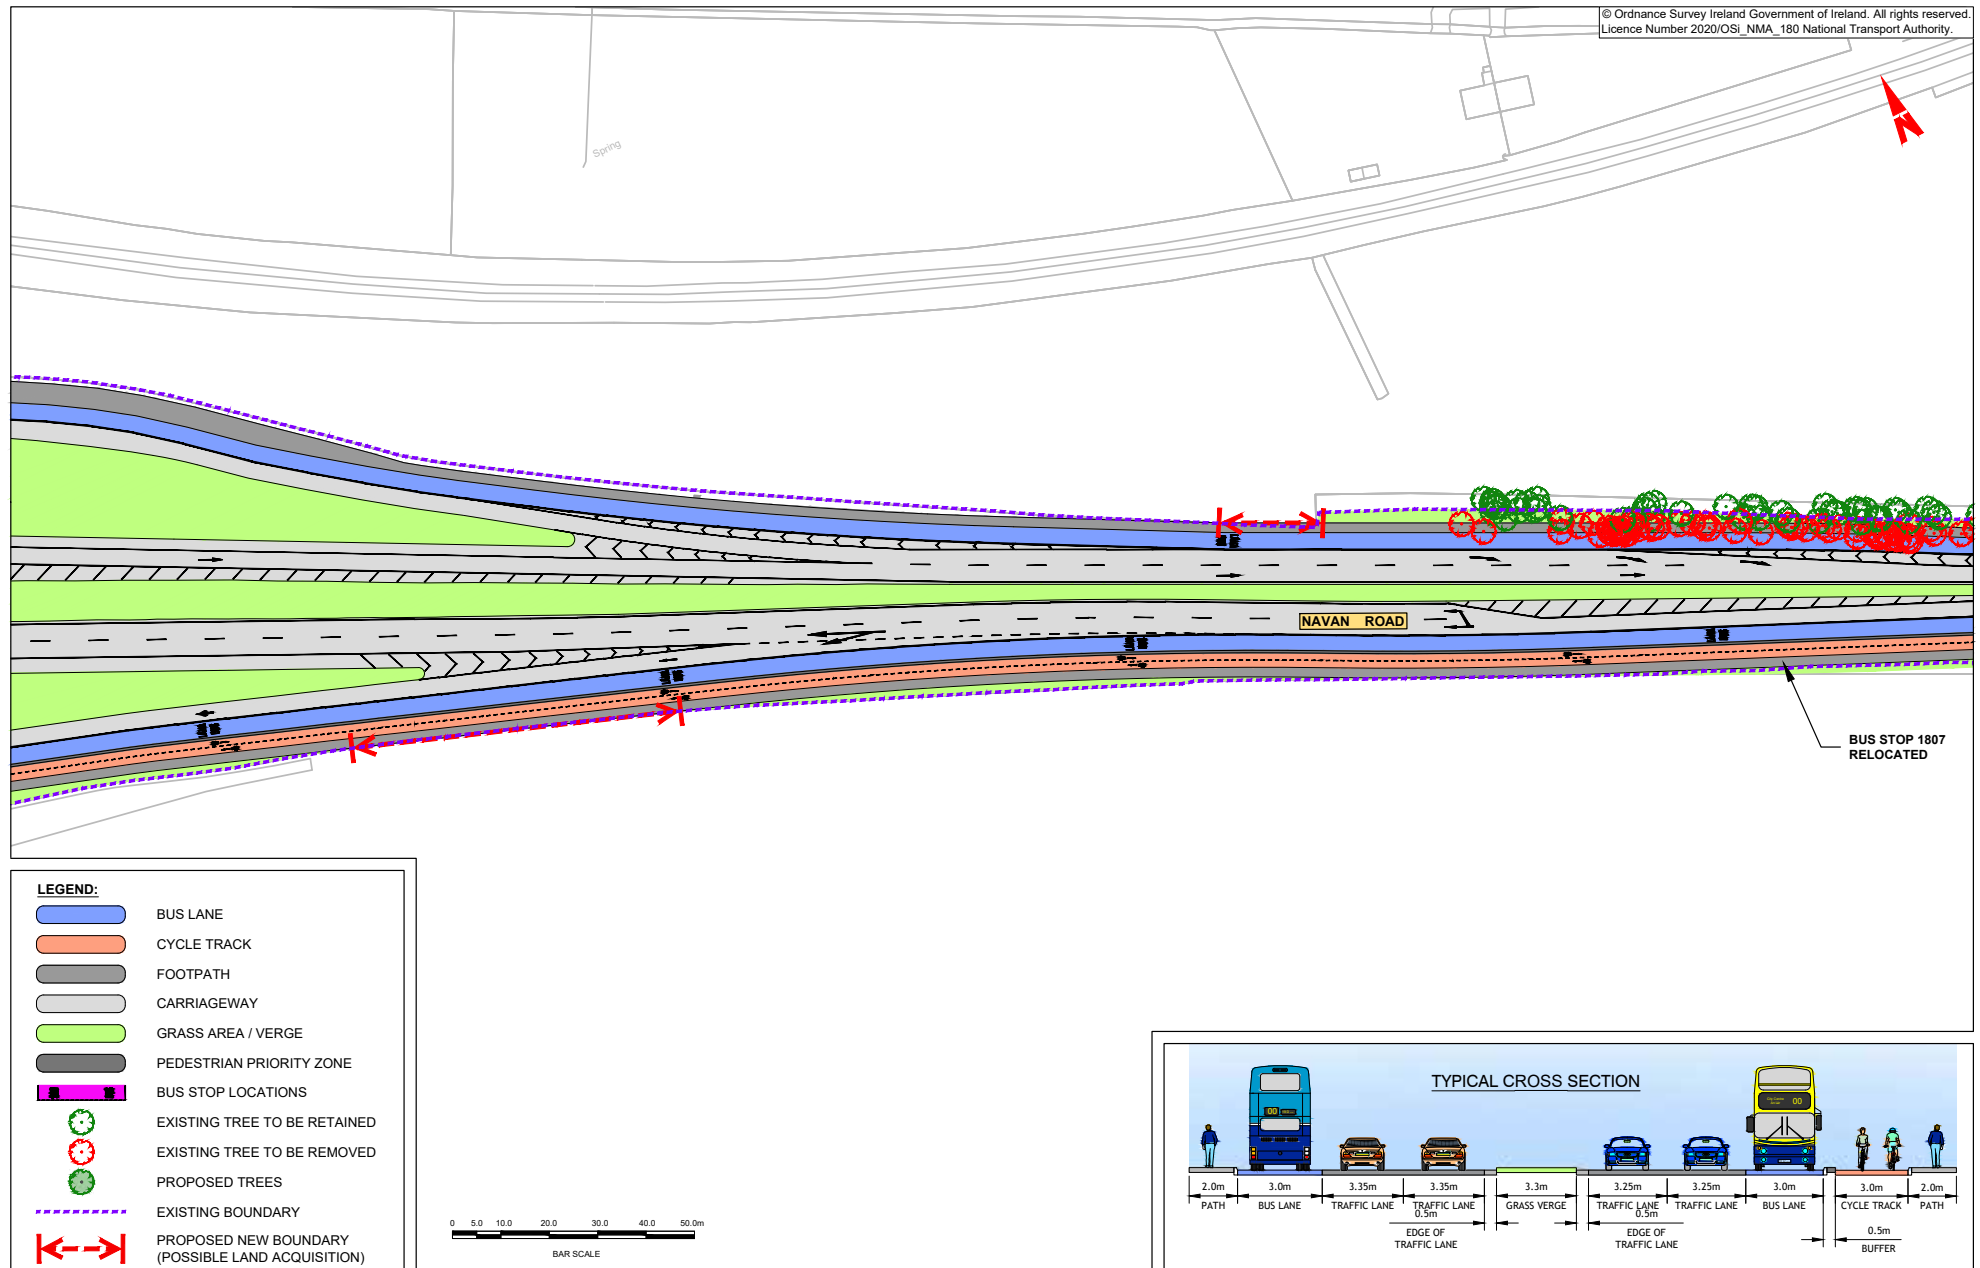 © Ordnance Survey Ireland Government of Ireland. All rights reserved.
Licence Number 2020/OSi_NMA_180 National Transport Authority.
N
Spring
NAVAN ROAD
BUS STOP 1807
RELOCATED
LEGEND:
BUS LANE
CYCLE TRACK
FOOTPATH
CARRIAGEWAY
GRASS AREA / VERGE
PEDESTRIAN PRIORITY ZONE
BUS STOP LOCATIONS
EXISTING TREE TO BE RETAINED
EXISTING TREE TO BE REMOVED
PROPOSED TREES
EXISTING BOUNDARY
PROPOSED NEW BOUNDARY
(POSSIBLE LAND ACQUISITION)
0 5.0 10.0 20.0 30.0 40.0 50.0m
BAR SCALE
TYPICAL CROSS SECTION
00
00
2.0m 3.0m 3.35m 3.35m 3.3m 3.25m 3.25m 3.0m 3.0m 2.0m
PATH BUS LANE TRAFFIC LANE TRAFFIC LANE GRASS VERGE TRAFFIC LANE TRAFFIC LANE BUS LANE CYCLE TRACK PATH
0.5m 0.5m
EDGE OF
TRAFFIC LANE
EDGE OF
TRAFFIC LANE
0.5m
BUFFER